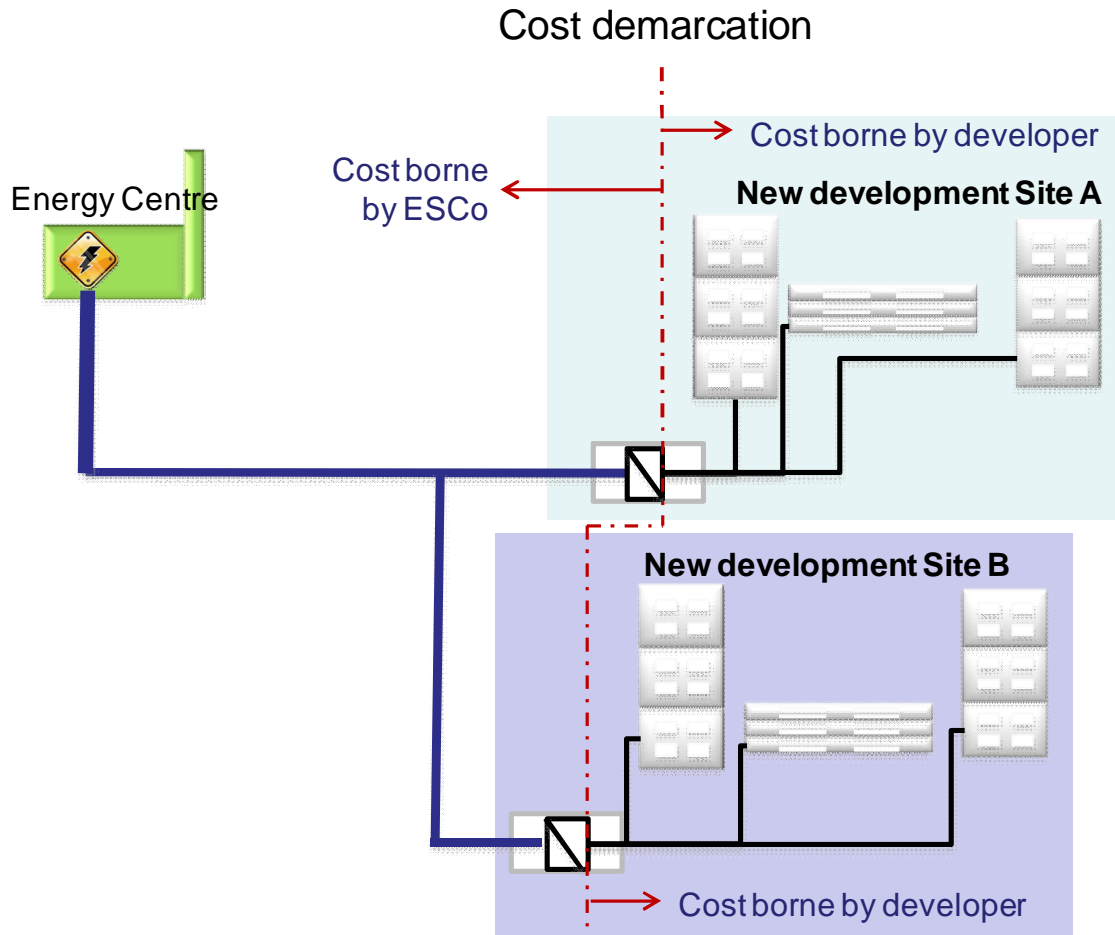 Cost demarcation
Cost borne by developer
Cost borne
by ESCo
New development Site A
Energy Centre
New development Site B
Cost borne by developer